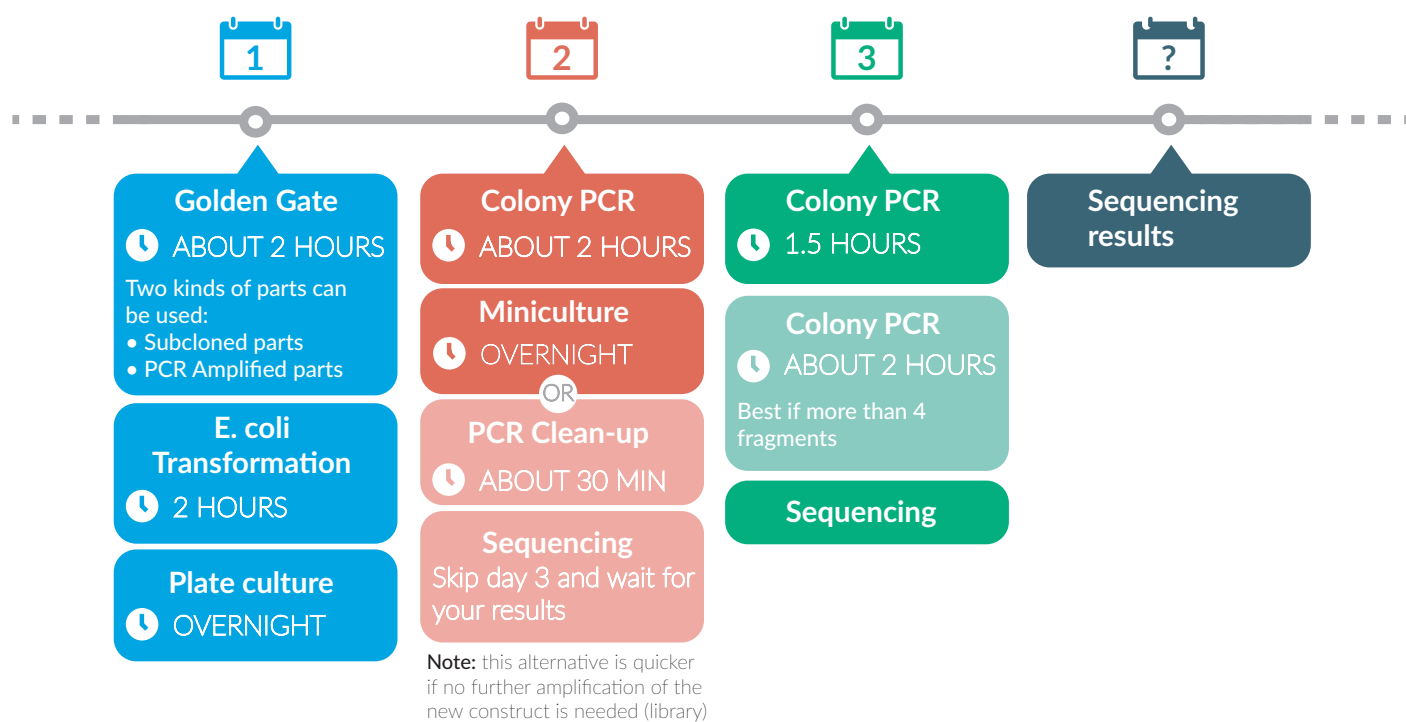 1
2
3
?
Golden Gate
ABOUT 2 HOURS
Two kinds of parts can
be used:
• Subcloned parts
• PCR Amplified parts
E. coli
Transformation
2 HOURS
Plate culture
OVERNIGHT
Colony PCR
ABOUT 2 HOURS
Miniculture
OVERNIGHT
OR
PCR Clean-up
ABOUT 30 MIN
Sequencing
Skip day 3 and wait for
your results
Note: this alternative is quicker
if no further amplification of the
new construct is needed (library)
Colony PCR
1.5 HOURS
Colony PCR
ABOUT 2 HOURS
Best if more than 4
fragments
Sequencing
Sequencing
results